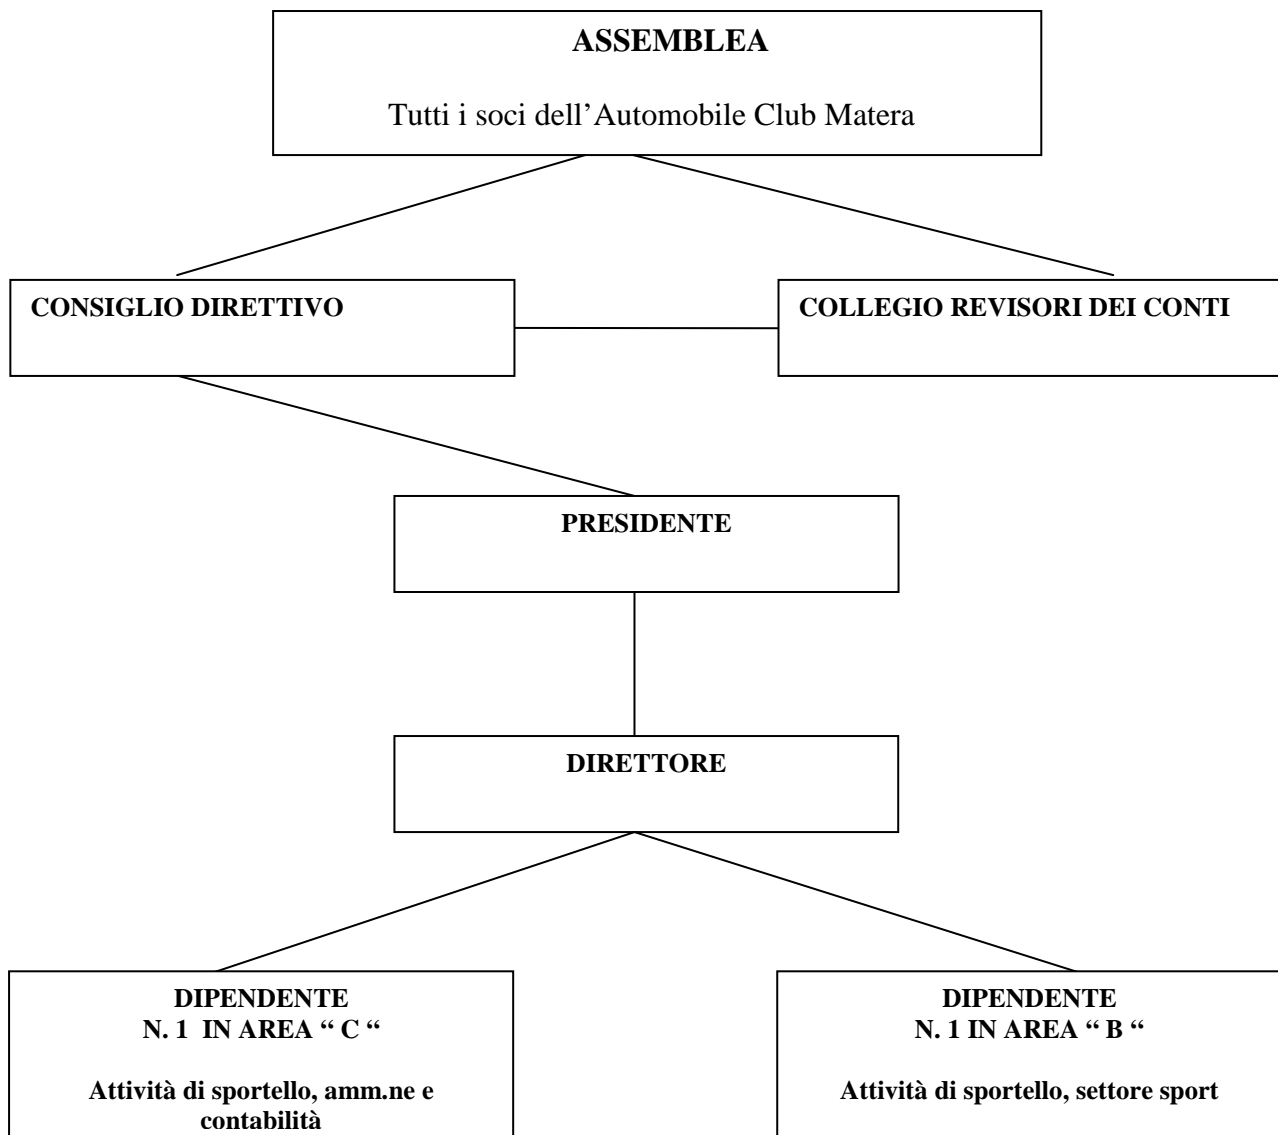 ASSEMBLEA
Tutti i soci dell'Automobile Club Matera
CONSIGLIO DIRETTIVO
COLLEGIO REVISORI DEI CONTI
PRESIDENTE
DIRETTORE
DIPENDENTE
N. 1 IN AREA “ C “
Attività di sportello, amm.ne e
contabilità
DIPENDENTE
N. 1 IN AREA “ B “
Attività di sportello, settore sport